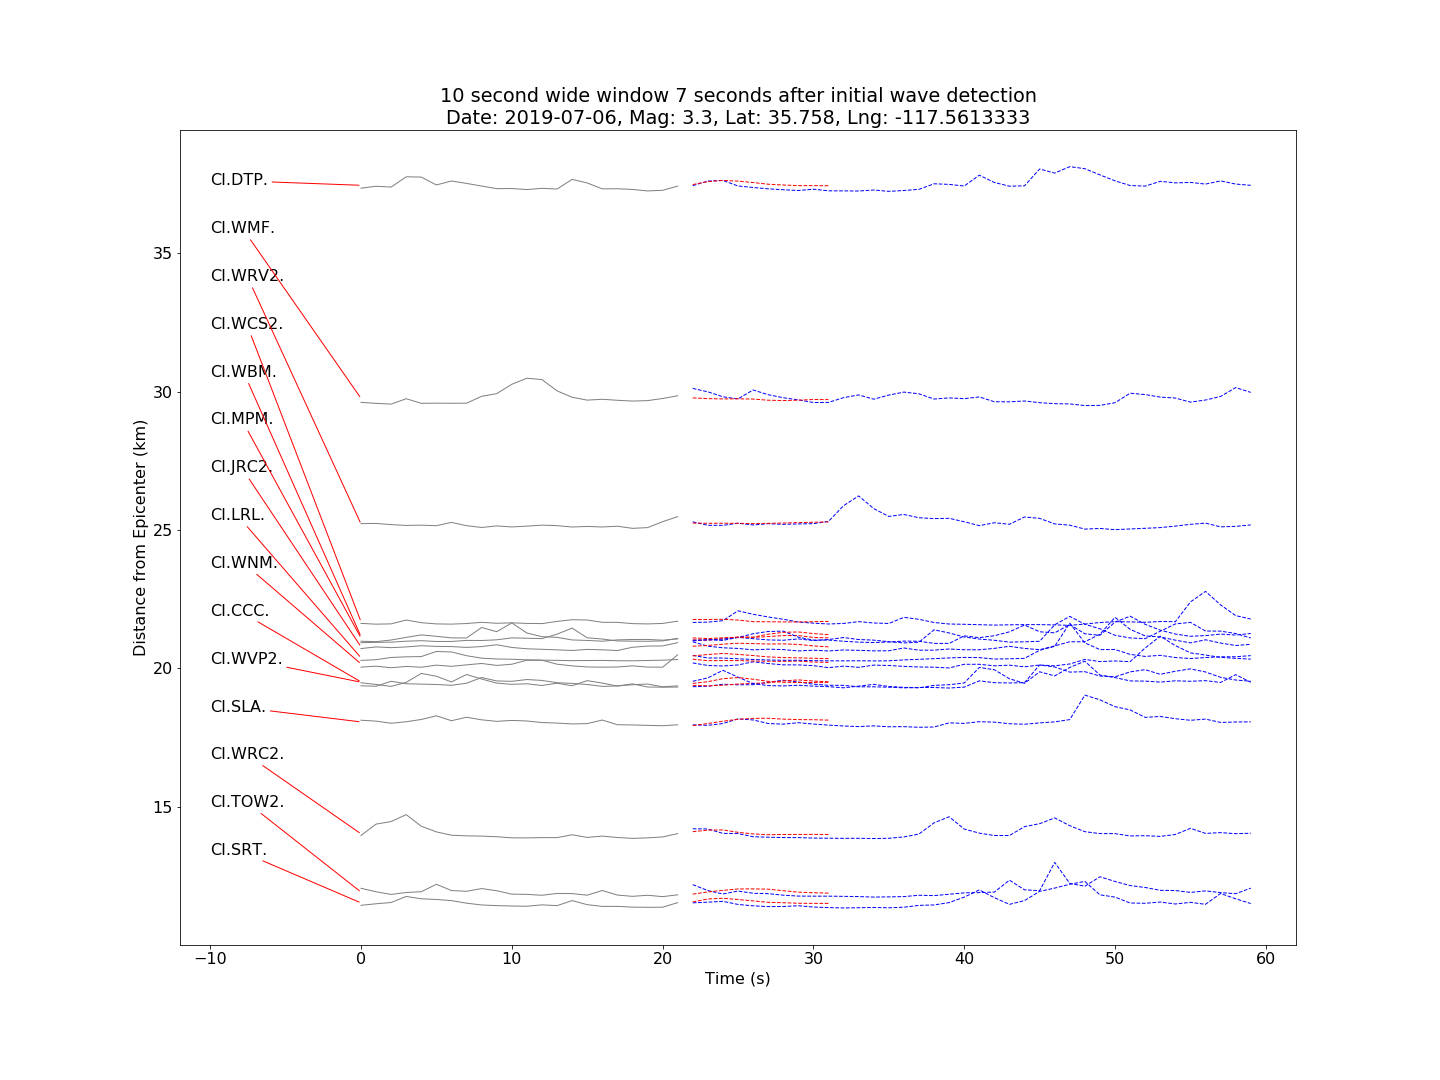 10 second wide window 7 seconds after initial wave detection
Date: 2019-07-06, Mag: 3.3, Lat: 35.758, Lng: -117.5613333
CI.DTP.
CI.WMF.
35
CI.WRV2.
CI.WCS2.
CI.WBM.
30
CI.MPM.
CI.JRC2.
CI.LRL.
25
CI.WNM.
CI.CCC.
CI.WVP2.
20
CI.SLA.
CI.WRC2.
CI.TOW2.
15
CI.SRT.
Distance from Epicenter (km)
−10 0 10 20 30 40 50 60
Time (s)